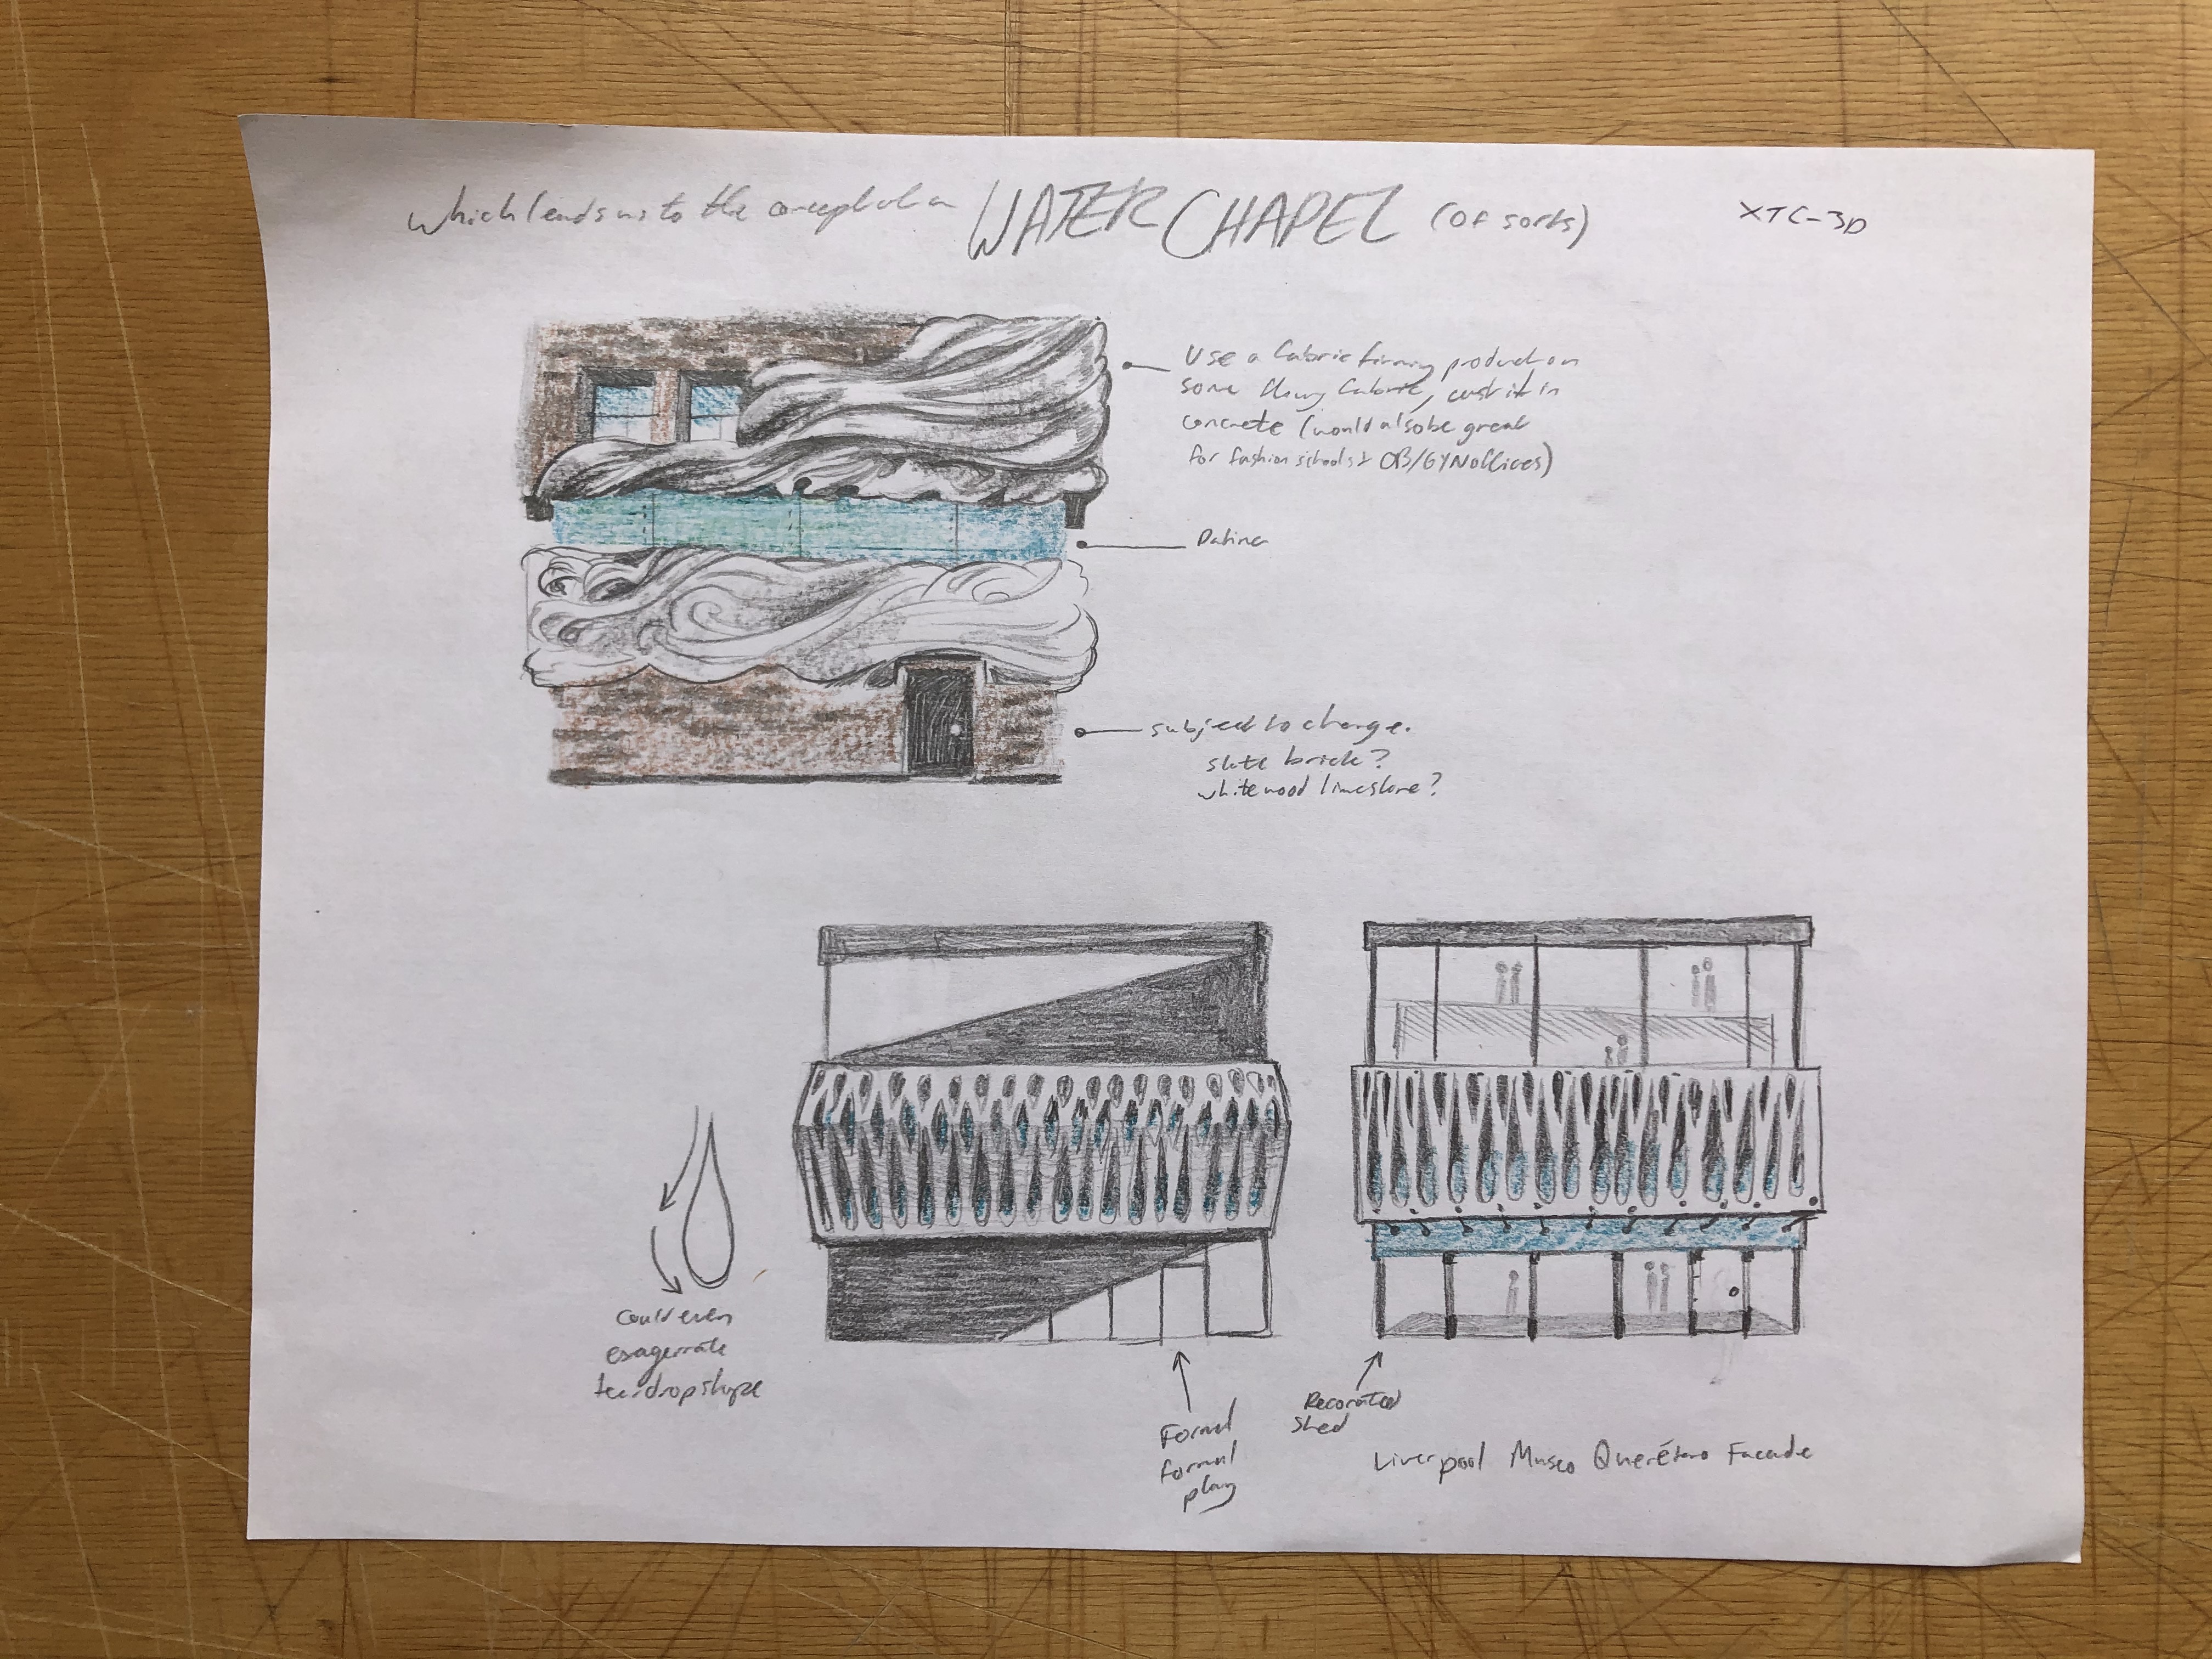 Which leads us to the concept of a WATER CHAPEL (of sorts)
XTC-3D
Use a fabric firming product on
some flowy fabric, cast it in
concrete (would also be great
for fashion schools & OB/GYN offices)
Patina
subject to change.
slate brick?
whitewood limestone?
Could even
exagerrate
teardrop shape
Formal
formal
play
Decorated
shed
Liverpool Museo Querétaro Facade